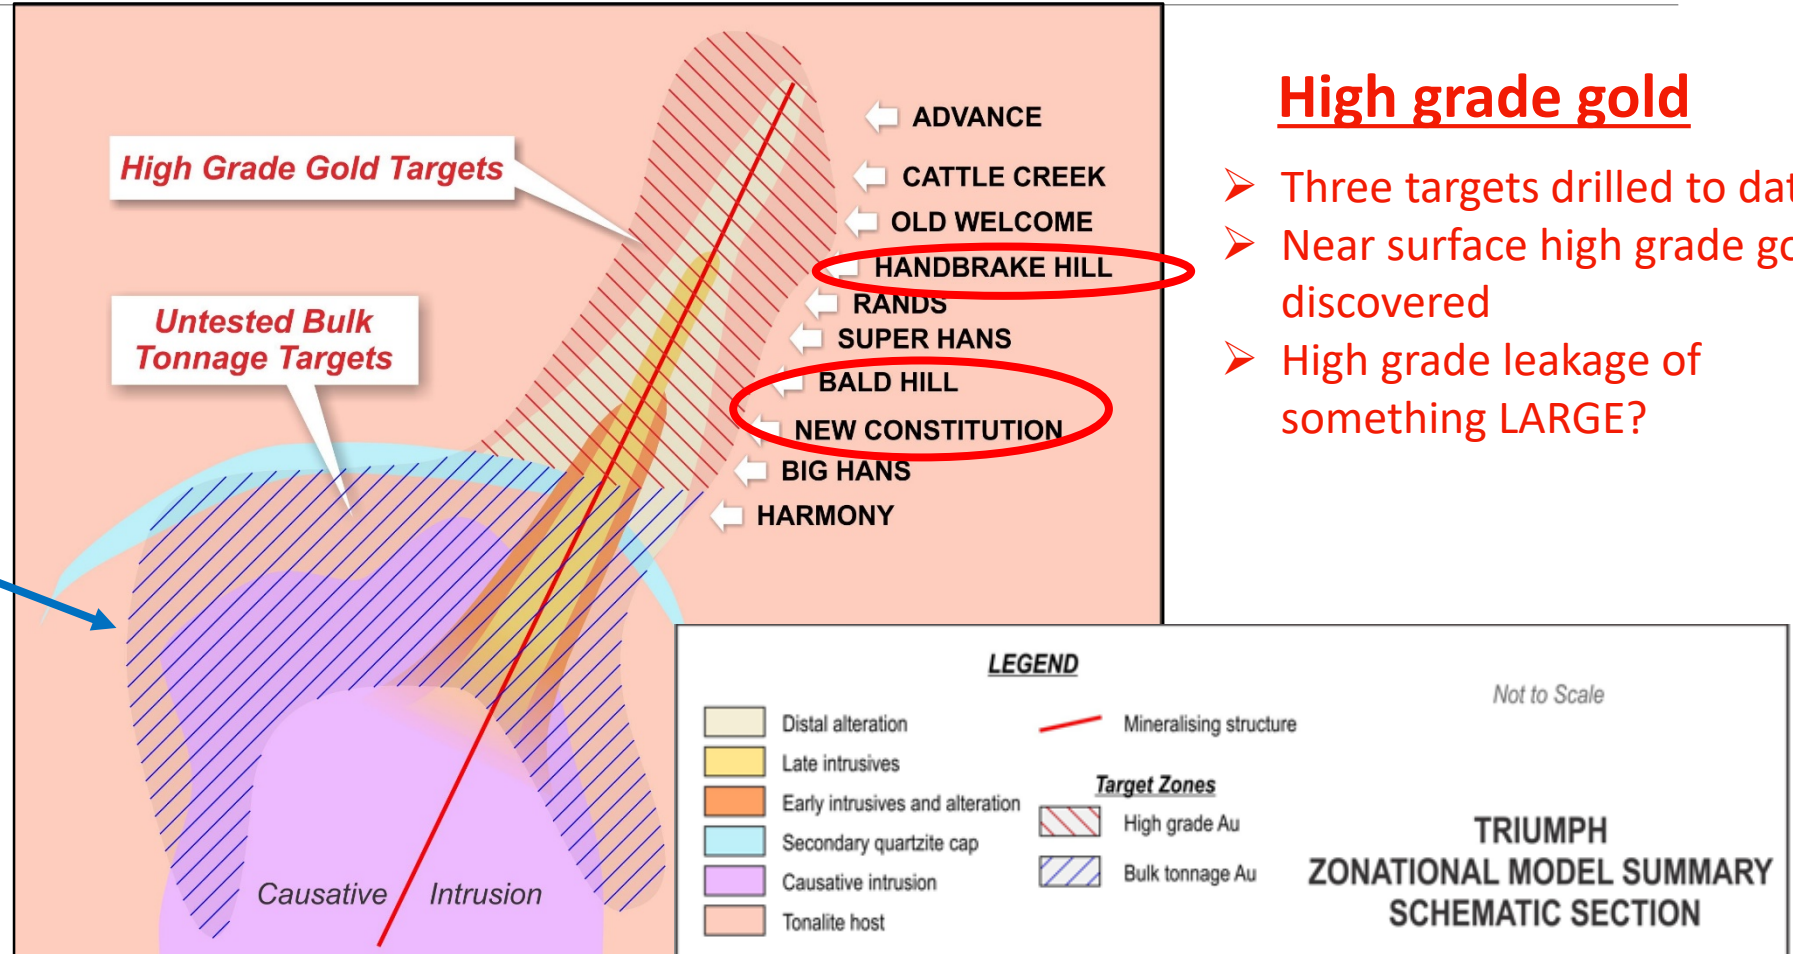 High Grade Gold Targets
Untested Bulk
Tonnage Targets
ADVANCE
CATTLE CREEK
OLD WELCOME
HANDBRAKE HILL
RANDS
SUPER HANS
BALD HILL
NEW CONSTITUTION
BIG HANS
HARMONY
Causative Intrusion
High grade gold
Three targets drilled to dat
Near surface high grade go
discovered
High grade leakage of
something LARGE?
LEGEND
Distal alteration
Late intrusives
Early intrusives and alteration
Secondary quartzite cap
Causative intrusion
Tonalite host
Mineralising structure
Target Zones
High grade Au
Bulk tonnage Au
Not to Scale
TRIUMPH
ZONATIONAL MODEL SUMMARY
SCHEMATIC SECTION